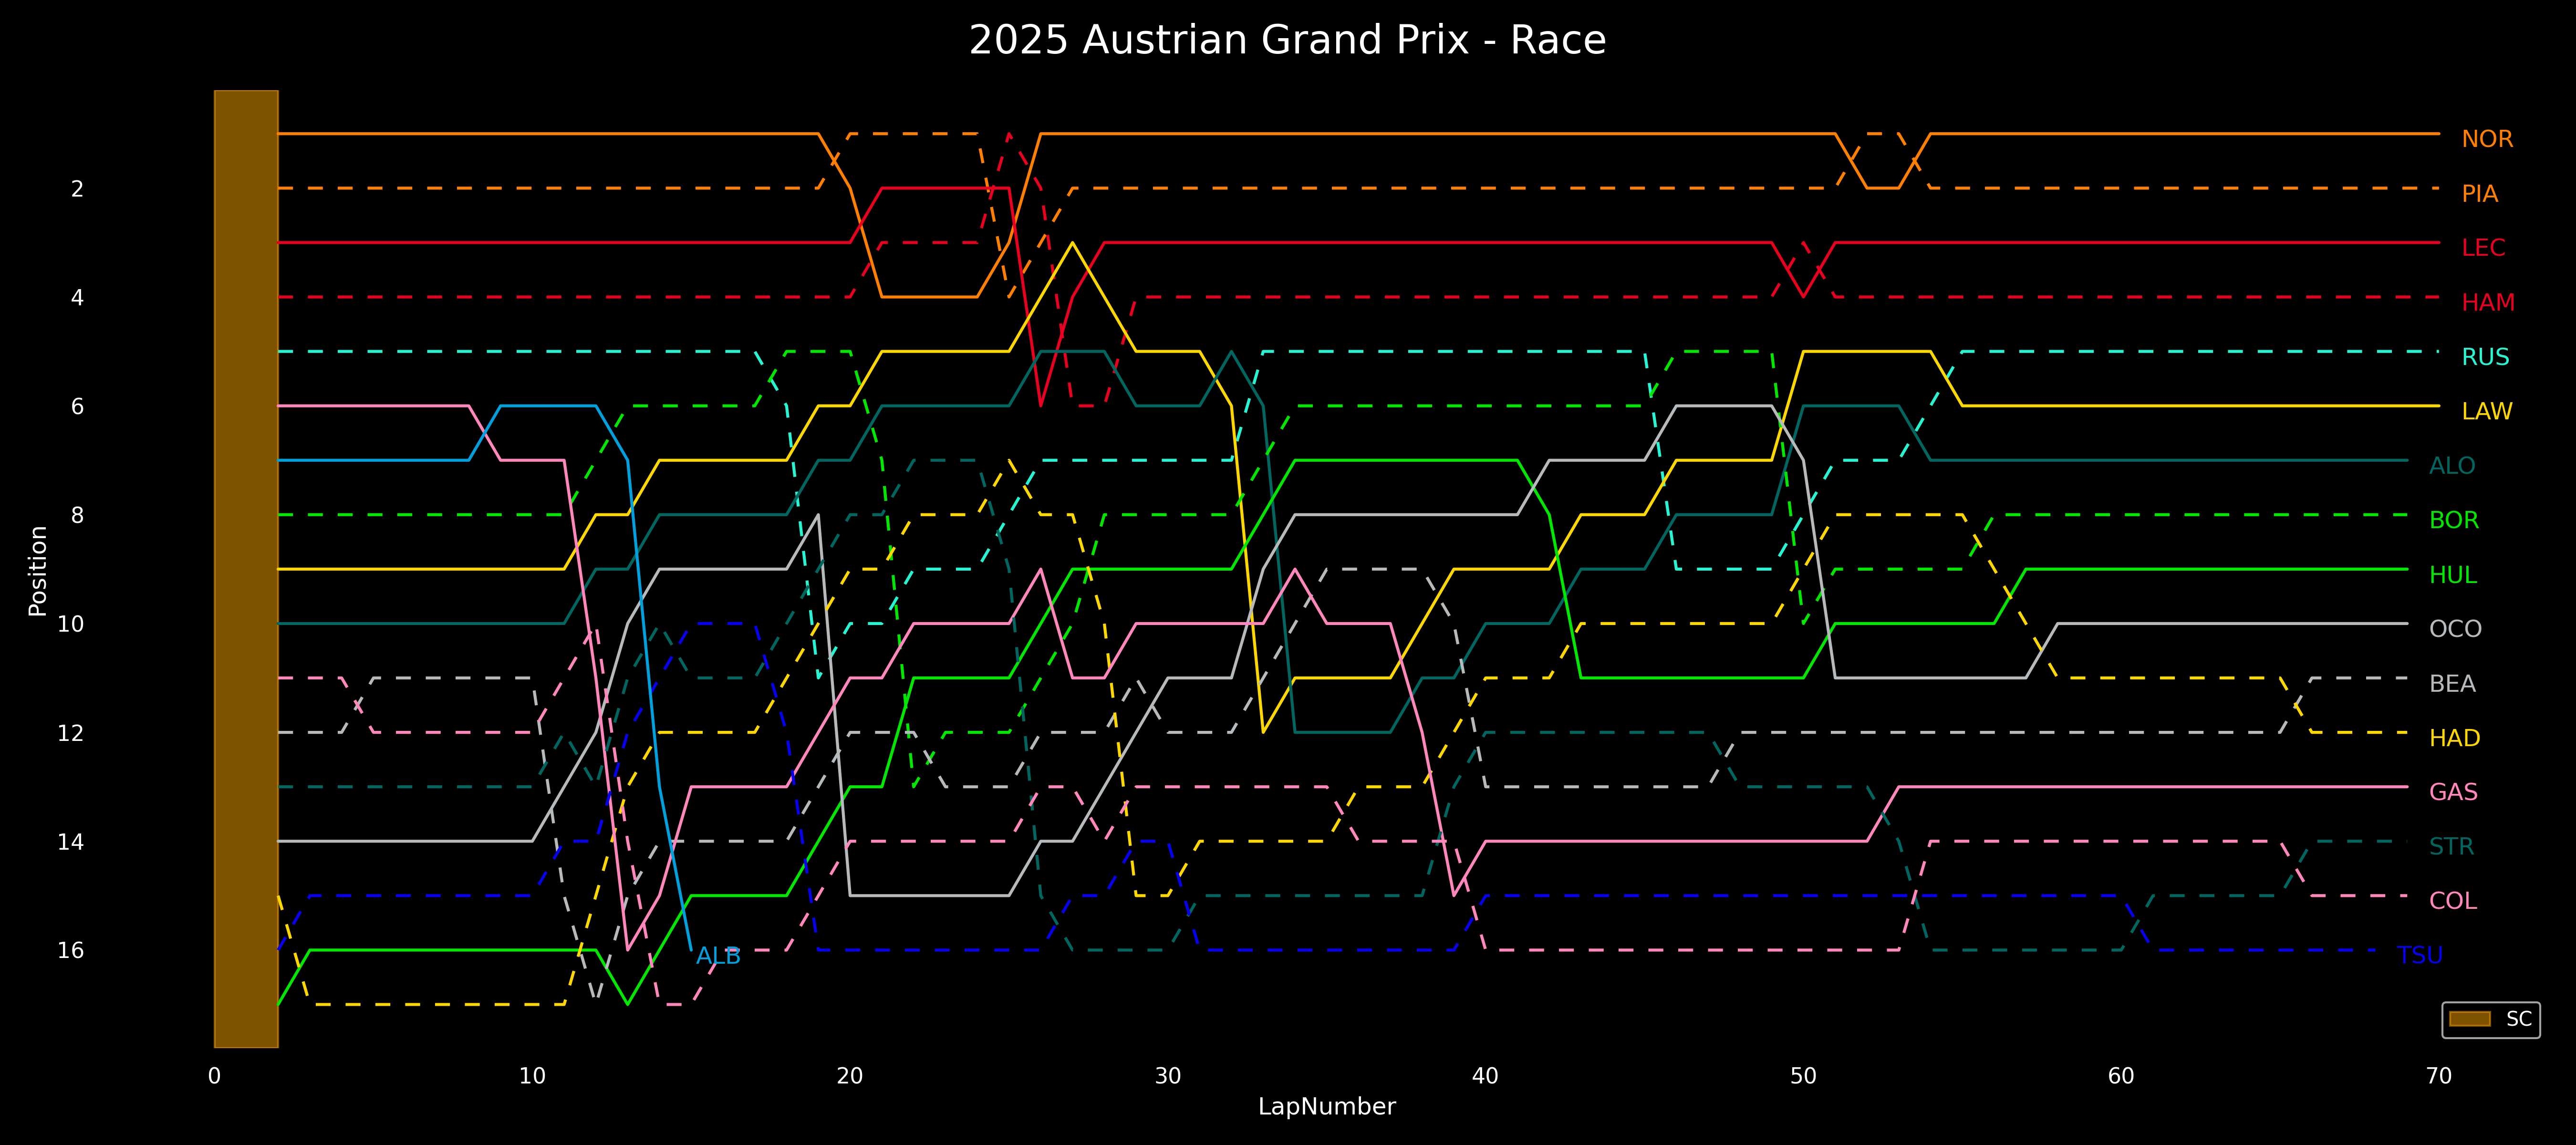 2025 Austrian Grand Prix - Race
Position
2
4
6
8
10
12
14
16
NOR
PIA
LEC
HAM
RUS
LAW
ALO
BOR
HUL
OCO
BEA
HAD
GAS
STR
COL
ALB
TSU
SC
0 10 20 30 40 50 60 70
LapNumber